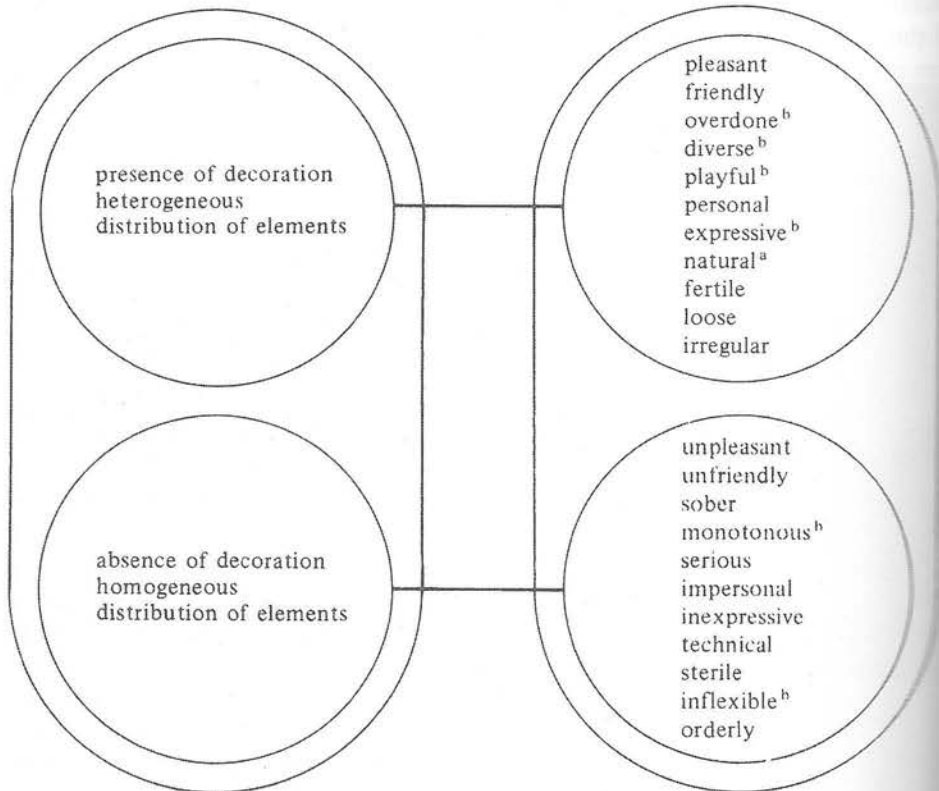 presence of decoration
heterogeneous
distribution of elements
pleasant
friendly
overdone ᵇ
diverse ᵇ
playful ᵇ
personal
expressive ᵇ
natural ᵃ
fertile
loose
irregular
absence of decoration
homogeneous
distribution of elements
unpleasant
unfriendly
sober
monotonous ᵇ
serious
impersonal
inexpressive
technical
sterile
inflexible ᵇ
orderly